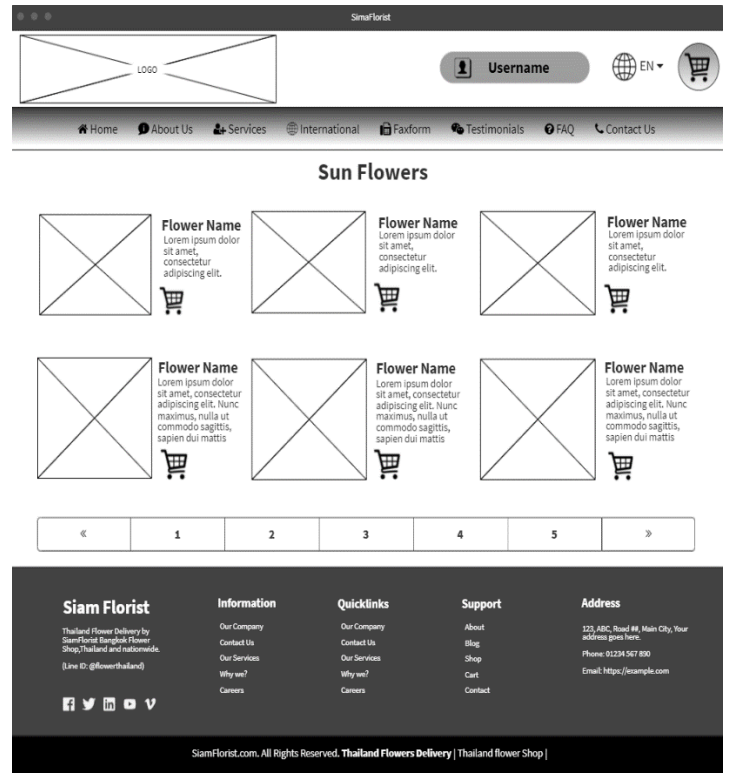 SimaFlorist
LOGO
Username
EN
Home
About Us
Services
International
Faxform
Testimonials
FAQ
Contact Us
Sun Flowers
Flower Name
Lorem ipsum dolor
sit amet,
consectetur
adipiscing elit.
Flower Name
Lorem ipsum dolor
sit amet,
consectetur
adipiscing elit.
Flower Name
Lorem ipsum dolor
sit amet,
consectetur
adipiscing elit.
Flower Name
Lorem ipsum dolor
sit amet, consectetur
adipiscing elit. Nunc
maximus, nulla ut
commodo sagittis,
sapien dui mattis
Flower Name
Lorem ipsum dolor
sit amet, consectetur
adipiscing elit. Nunc
maximus, nulla ut
commodo sagittis,
sapien dui mattis
Flower Name
Lorem ipsum dolor
sit amet, consectetur
adipiscing elit. Nunc
maximus, nulla ut
commodo sagittis,
sapien dui mattis
« 1 2 3 4 5 »
Siam Florist
Thailand Flower Delivery by
SiamFlorist Bangkok Flower
Shop,Thailand and nationwide.
(Line ID: @flowerthailand)
Information
Our Company
Contact Us
Our Services
Why we?
Careers
Quicklinks
Our Company
Contact Us
Our Services
Why we?
Careers
Support
About
Blog
Shop
Cart
Contact
Address
123, ABC, Road ##, Main City, Your
address goes here.
Phone: 01234 567 890
Email: https://example.com
SiamFlorist.com. All Rights Reserved. Thailand Flowers Delivery | Thailand flower Shop |